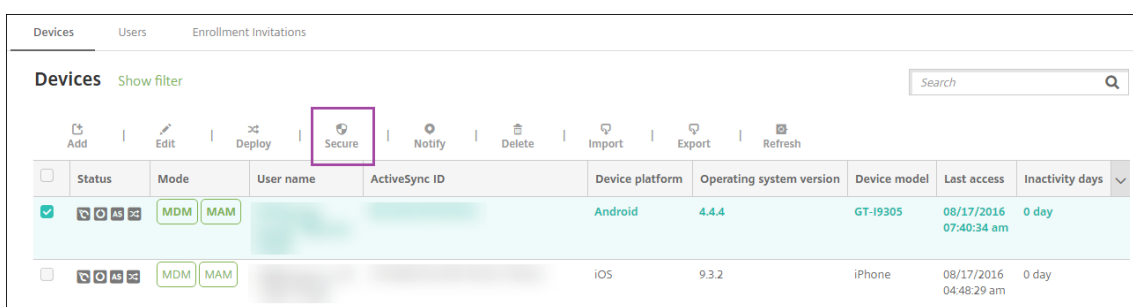 Devices Users Enrollment Invitations
Devices Show filter Search
Add | Edit | Deploy | Secure | Notify | Delete | Import | Export | Refresh
Status Mode User name ActiveSync ID Device platform Operating system version Device model Last access Inactivity days
AS MDM MAM Android 4.4.4 GT-I9305 08/17/2016 0 day
07:40:34 am
AS MDM MAM iOS 9.3.2 iPhone 08/17/2016 0 day
04:48:29 am